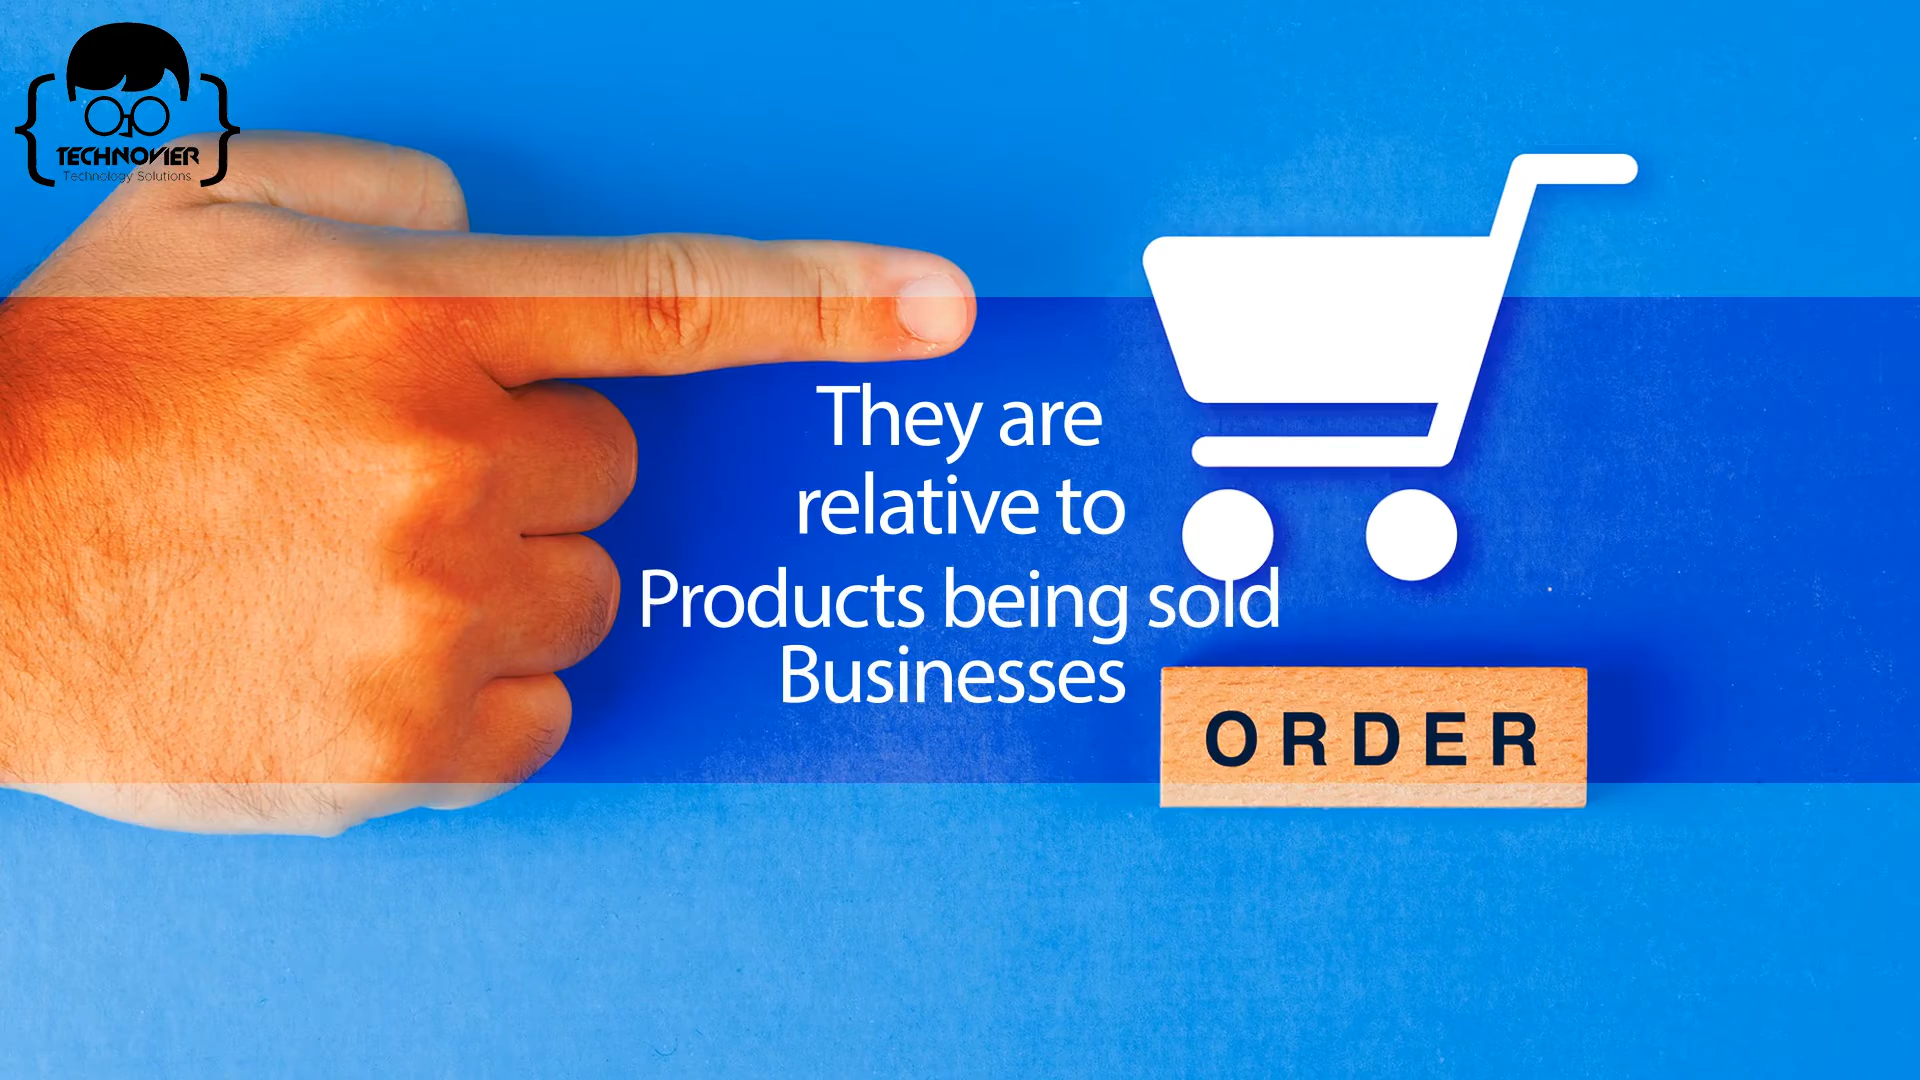 TECHNOVIER
Technology Solutions
They are
relative to
Products being sold
Businesses
ORDER